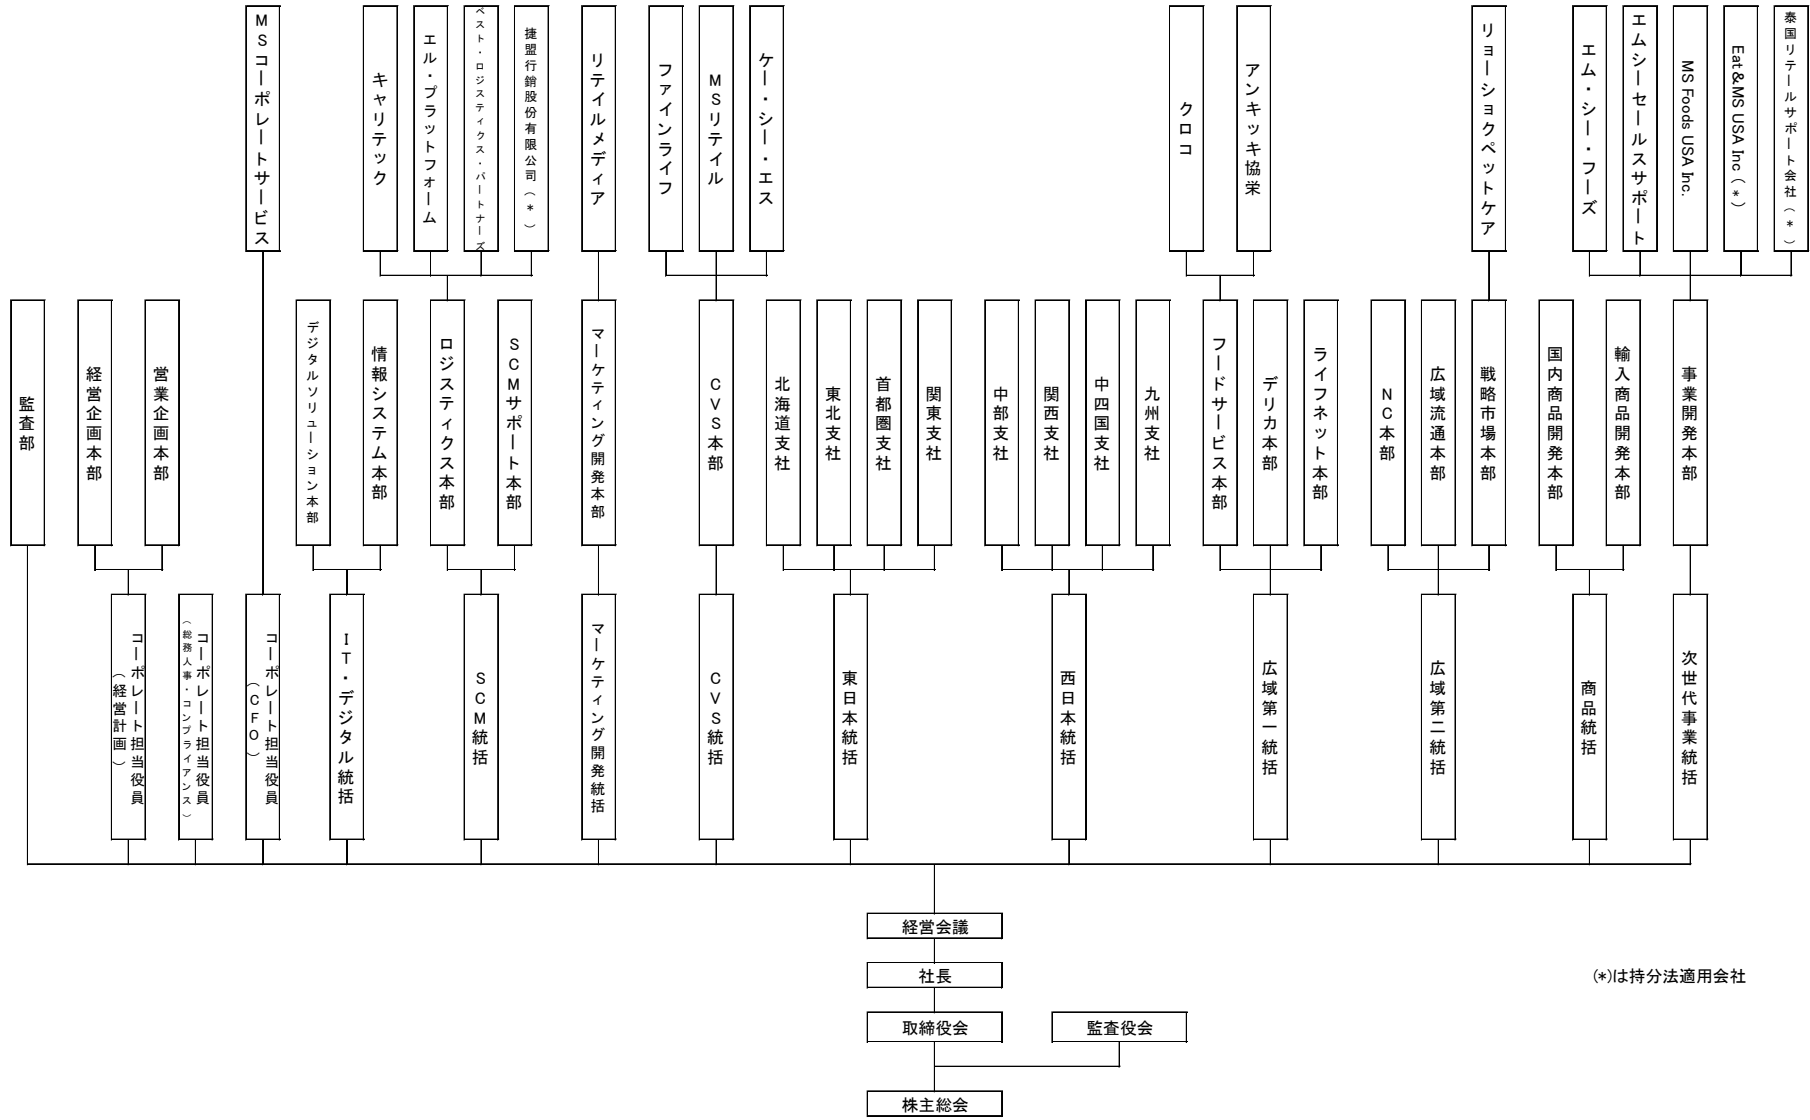 MSコーポレートサービス
キャリテック
エル・プラットフォーム
ベスト・ロジスティクス・パートナーズ
捷盟行銷股份有限公司(*)
リテイルメディア
ファインライフ
MSリテイル
ケー・シー・エス
クロコ
アンキッキ協栄
リョーショクペットケア
エム・シー・フーズ
エムシーセールスサポート
MS Foods USA Inc.
Eat&MS USA Inc(*)
泰国リテールサポート会社(*)
監査部
経営企画本部
営業企画本部
デジタルソリューション本部
情報システム本部
ロジスティクス本部
SCMサポート本部
マーケティング開発本部
CVS本部
北海道支社
東北支社
首都圏支社
関東支社
中部支社
関西支社
中四国支社
九州支社
フードサービス本部
デリカ本部
ライフネット本部
NC本部
広域流通本部
戦略市場本部
国内商品開発本部
輸入商品開発本部
事業開発本部
コーポレート担当役員
(経営計画)
コーポレート担当役員
(総務人事・コンプライアンス)
コーポレート担当役員
(CFO)
IT・デジタル統括
SCM統括
マーケティング開発統括
CVS統括
東日本統括
西日本統括
広域第一統括
広域第二統括
商品統括
次世代事業統括
経営会議
社長
(*)は持分法適用会社
取締役会
監査役会
株主総会